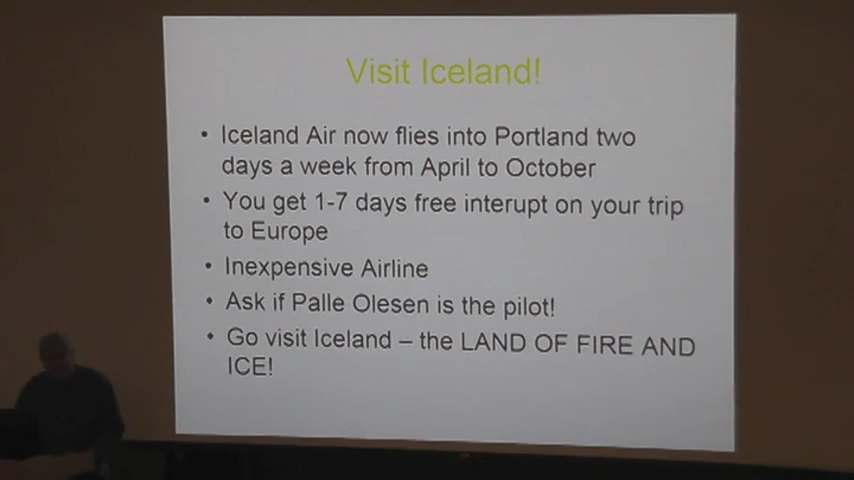 Visit Iceland!
• Iceland Air now flies into Portland two
days a week from April to October
• You get 1-7 days free interupt on your trip
to Europe
• Inexpensive Airline
• Ask if Palle Olesen is the pilot!
• Go visit Iceland – the LAND OF FIRE AND
ICE!